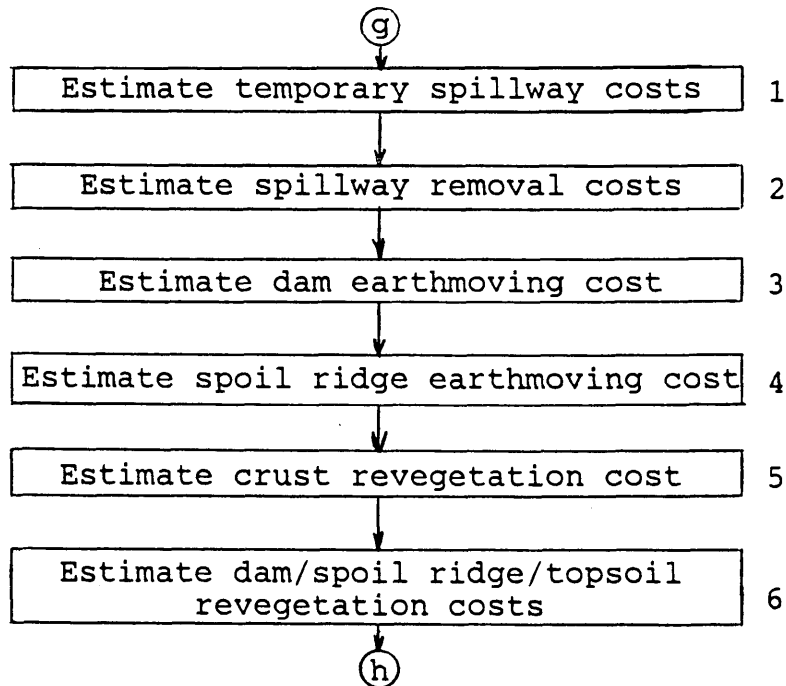 g
Estimate temporary spillway costs 1
Estimate spillway removal costs 2
Estimate dam earthmoving cost 3
Estimate spoil ridge earthmoving cost 4
Estimate crust revegetation cost 5
Estimate dam/spoil ridge/topsoil
revegetation costs 6
h